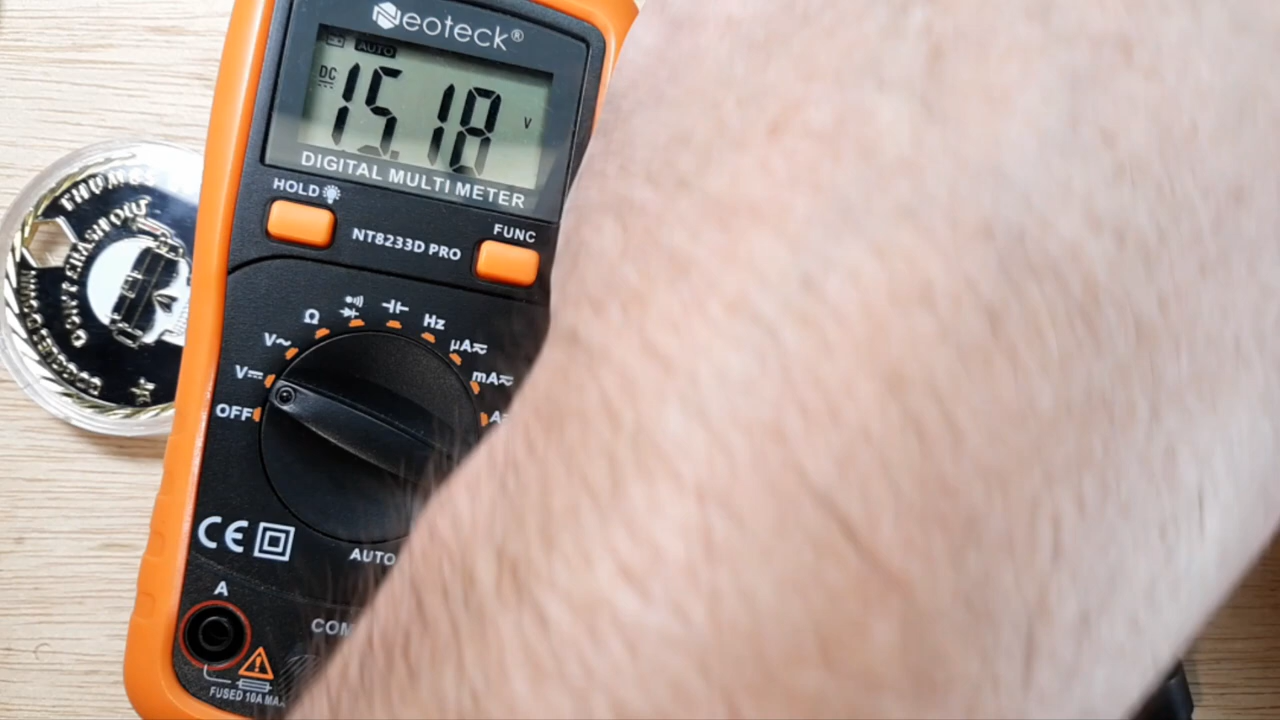 Neoteck®
AUTO
DC
15.18 V
DIGITAL MULTI METER
HOLD
FUNC
NT8233D PRO
Hz
Ω
µA
V~
mA
V
A
OFF
CE
AUTO
A
COM
FUSED 10A MAX